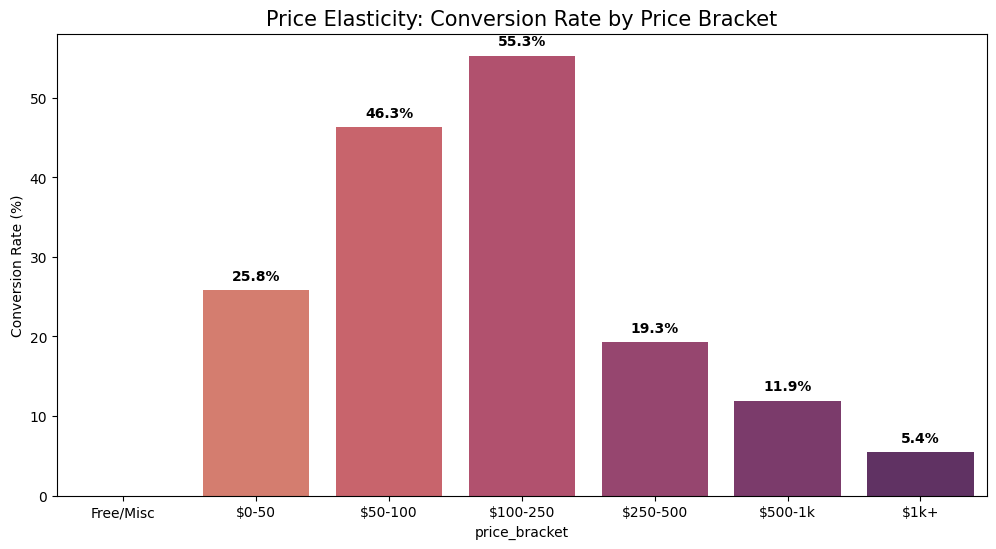 Price Elasticity: Conversion Rate by Price Bracket
Conversion Rate (%)
50
40
30
20
10
0
25.8%
46.3%
55.3%
19.3%
11.9%
5.4%
Free/Misc
$0-50
$50-100
$100-250
$250-500
$500-1k
$1k+
price_bracket